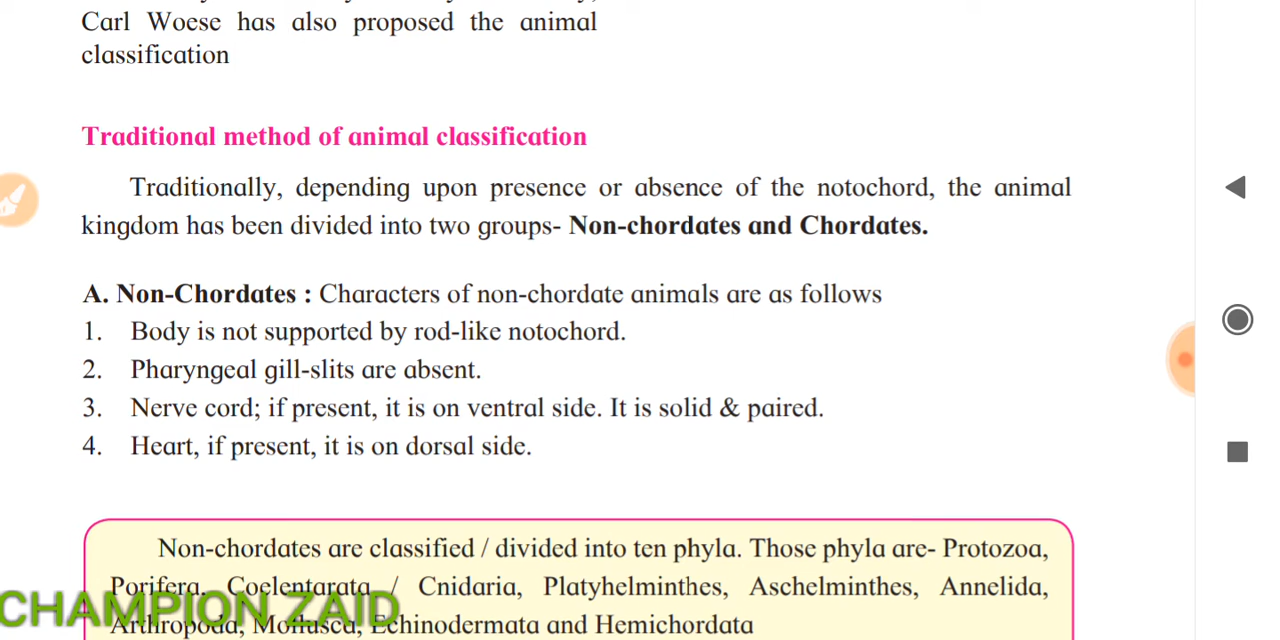 Carl Woese has also proposed the animal
classification
Traditional method of animal classification
Traditionally, depending upon presence or absence of the notochord, the animal
kingdom has been divided into two groups- Non-chordates and Chordates.
A. Non-Chordates : Characters of non-chordate animals are as follows
1. Body is not supported by rod-like notochord.
2. Pharyngeal gill-slits are absent.
3. Nerve cord; if present, it is on ventral side. It is solid & paired.
4. Heart, if present, it is on dorsal side.
Non-chordates are classified / divided into ten phyla. Those phyla are- Protozoa,
Porifera, Coelentarata / Cnidaria, Platyhelminthes, Aschelminthes, Annelida,
CHAMPION ZAID
Arthropoda, Mollusca, Echinodermata and Hemichordata